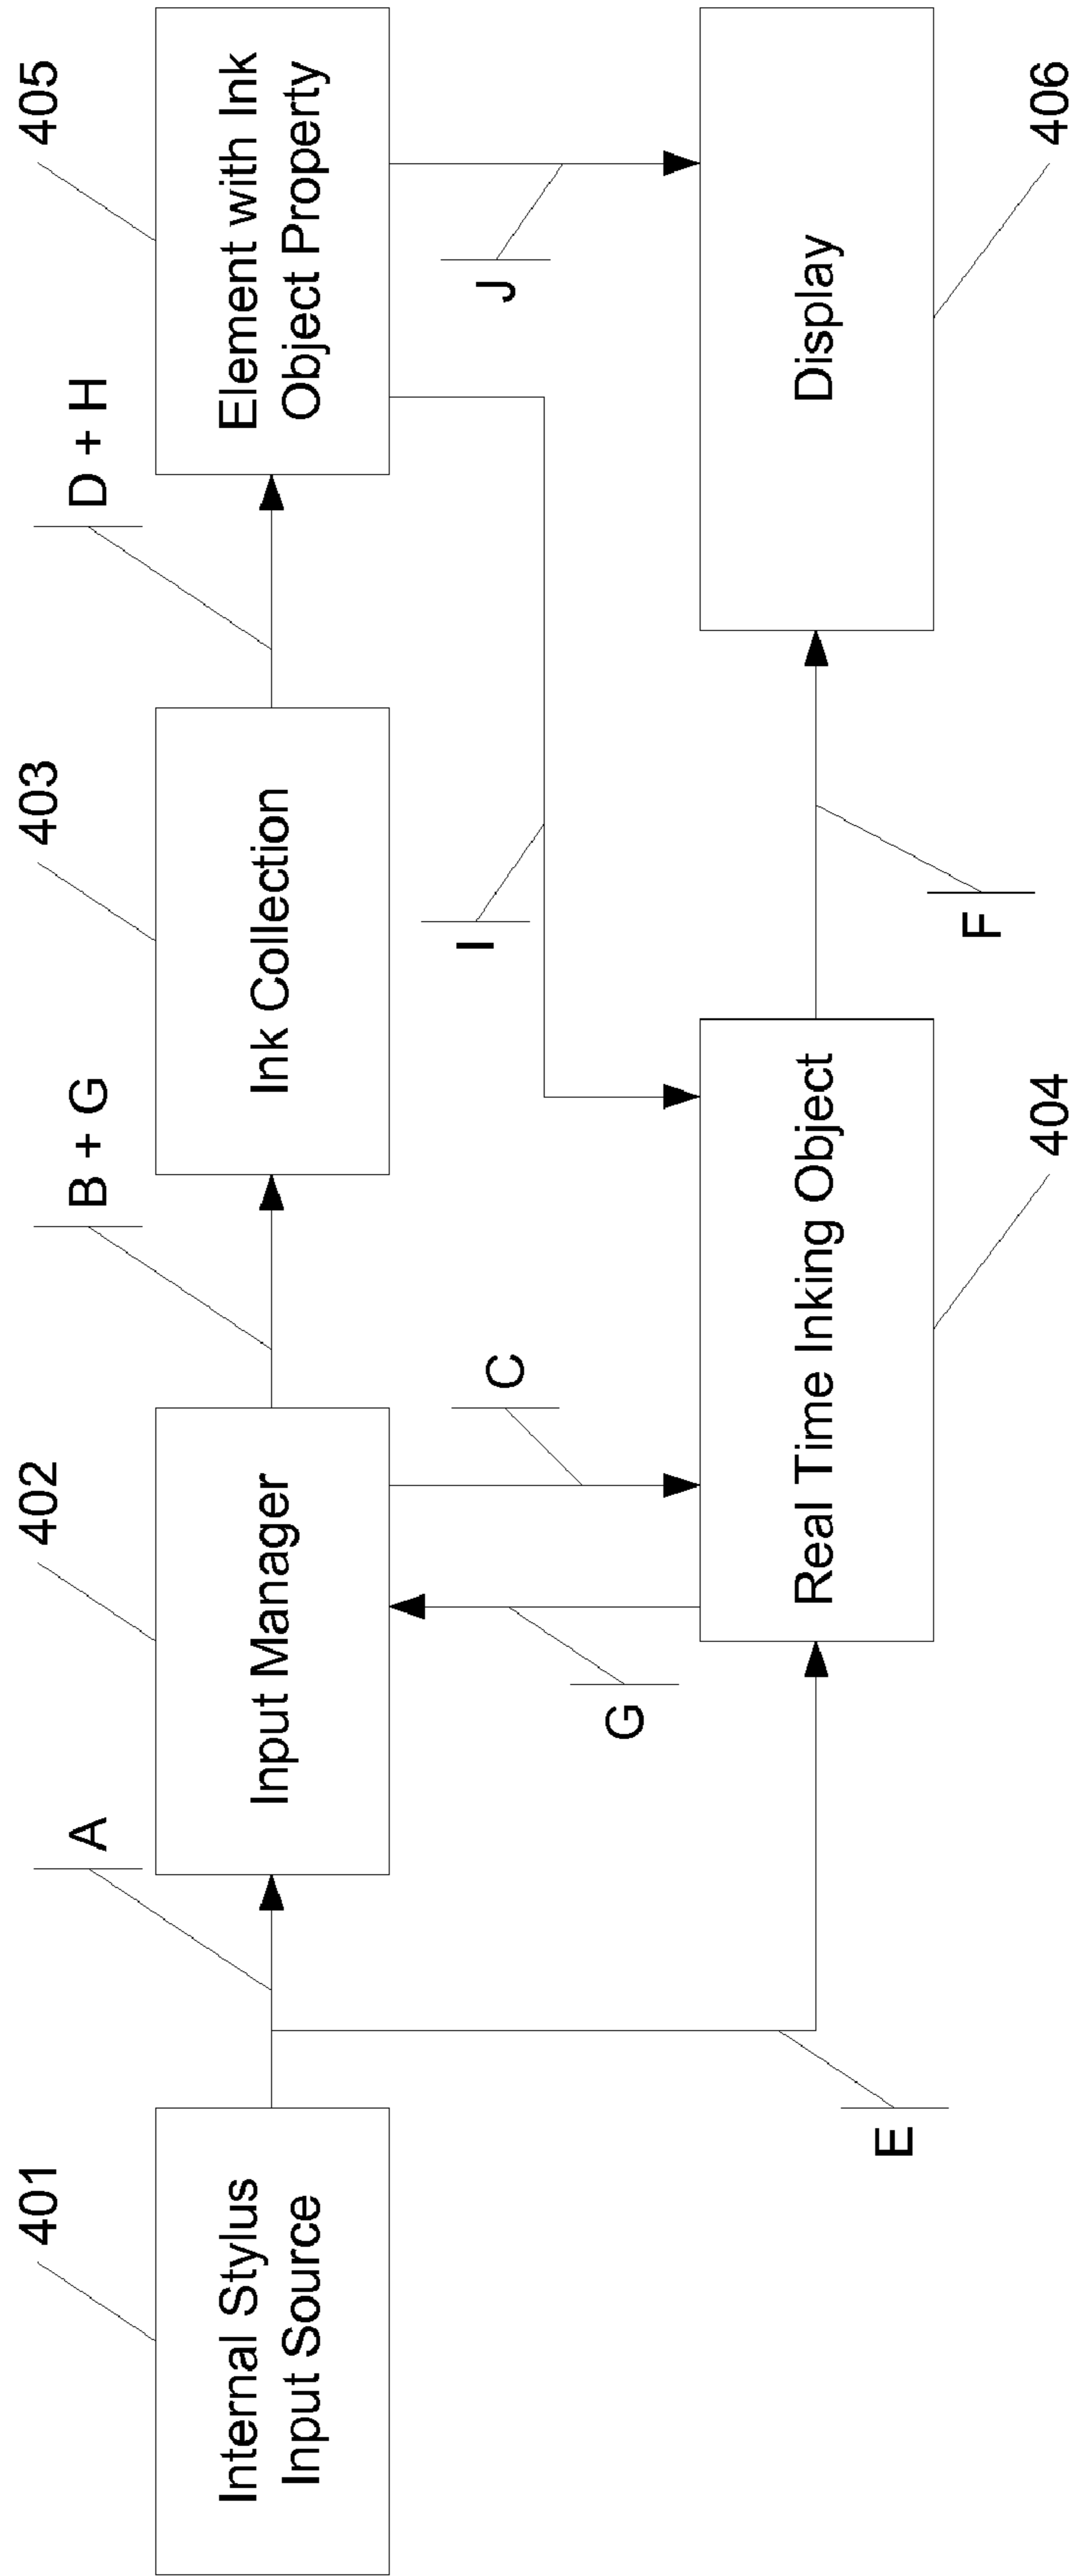 401
Internal Stylus
Input Source
A
402
Input Manager
B + G
403
Ink Collection
D + H
405
Element with Ink
Object Property
E
G
C
I
J
Real Time Inking Object
404
F
Display
406